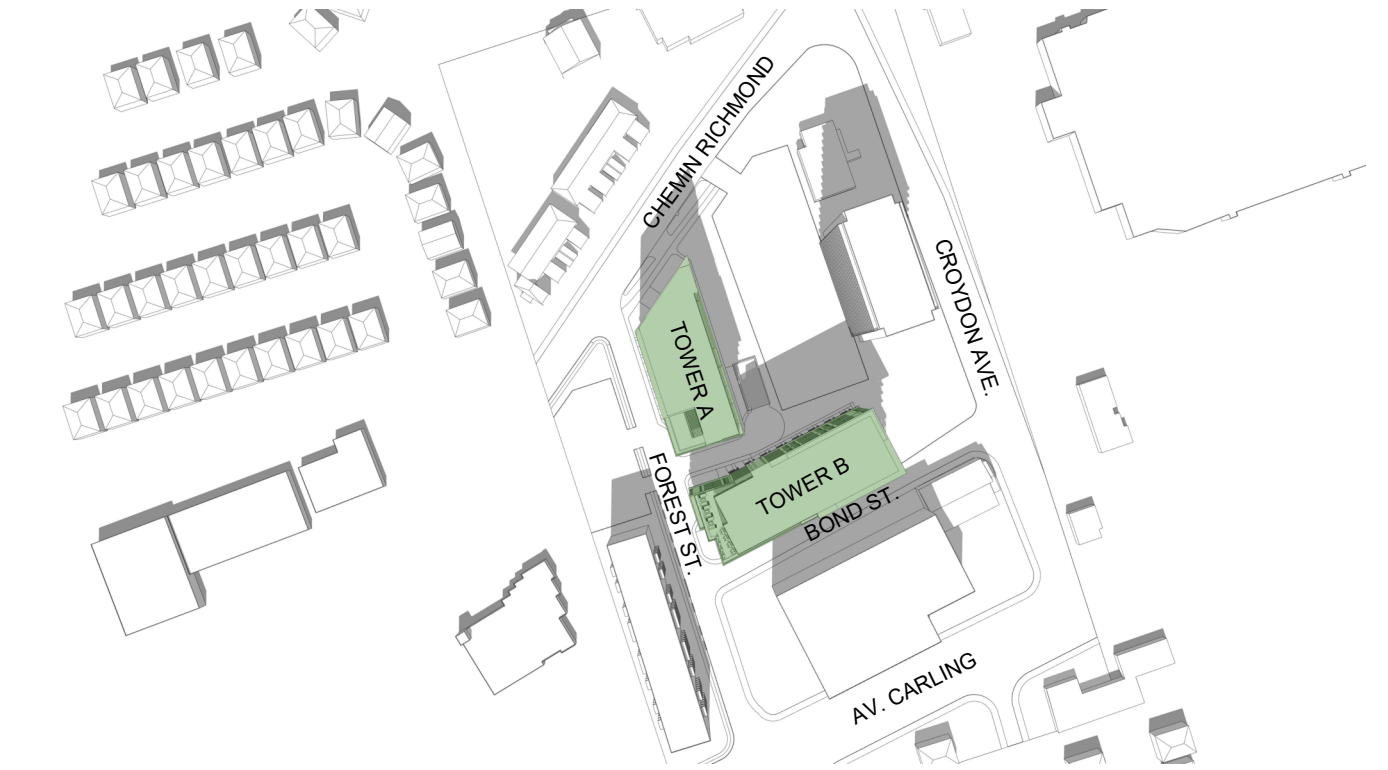 CHEMIN RICHMOND
CROYDON AVE.
TOWER A
FOREST ST.
TOWER B
BOND ST.
AV. CARLING